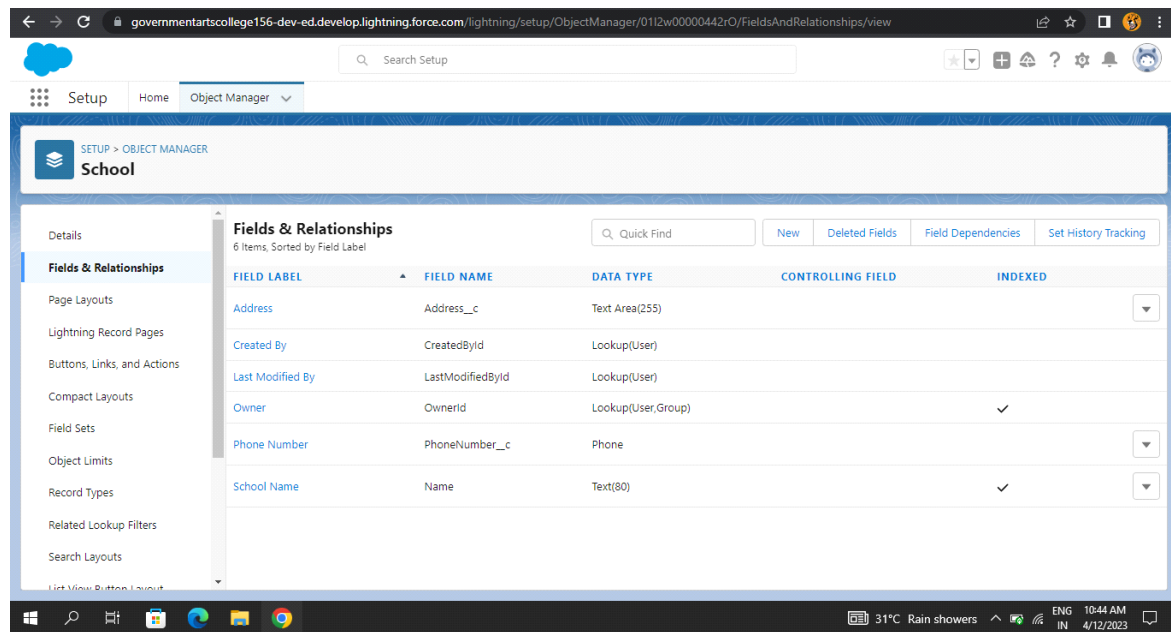 governmentartscollege156-dev-ed.develop.lightning.force.com/lightning/setup/ObjectManager/01I2w00000442rO/FieldsAndRelationships/view
Search Setup
Setup Home Object Manager
SETUP > OBJECT MANAGER
School
Details
Fields & Relationships
Page Layouts
Lightning Record Pages
Buttons, Links, and Actions
Compact Layouts
Field Sets
Object Limits
Record Types
Related Lookup Filters
Search Layouts
List View Button Layout
Fields & Relationships
6 Items, Sorted by Field Label
Quick Find New Deleted Fields Field Dependencies Set History Tracking
FIELD LABEL FIELD NAME DATA TYPE CONTROLLING FIELD INDEXED
Address Address__c Text Area(255)
Created By CreatedById Lookup(User)
Last Modified By LastModifiedById Lookup(User)
Owner OwnerId Lookup(User,Group)
Phone Number PhoneNumber__c Phone
School Name Name Text(80)
31°C Rain showers ENG 10:44 AM
IN 4/12/2023